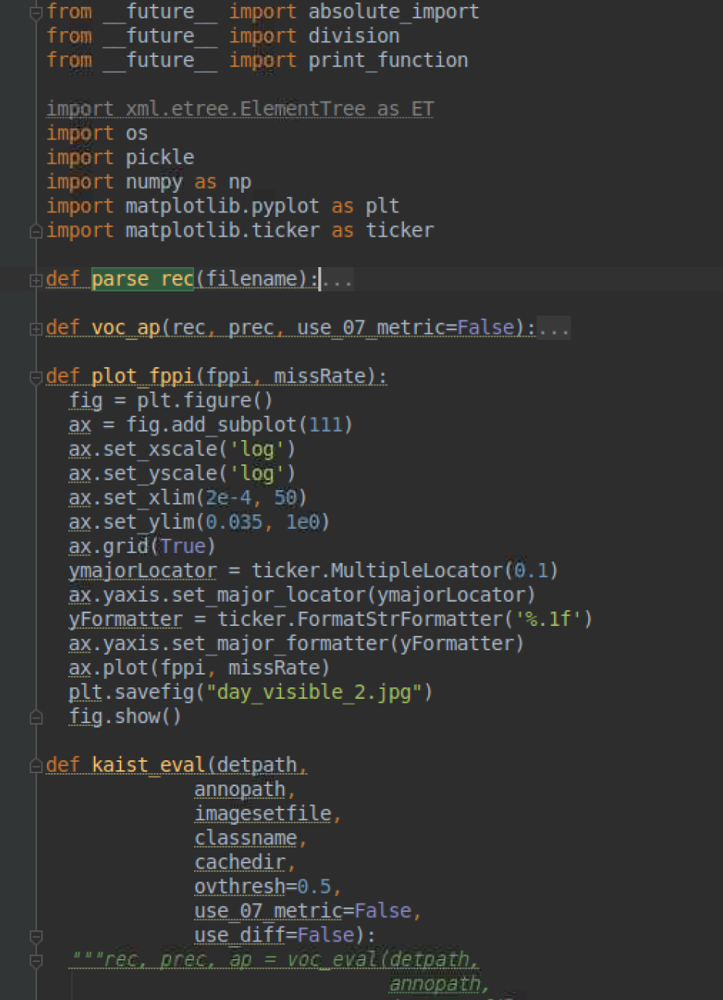 from __future__ import absolute_import
from __future__ import division
from __future__ import print_function
import xml.etree.ElementTree as ET
import os
import pickle
import numpy as np
import matplotlib.pyplot as plt
import matplotlib.ticker as ticker
def parse_rec(filename):...
def voc_ap(rec, prec, use_07_metric=False):...
def plot_fppi(fppi, missRate):
  fig = plt.figure()
  ax = fig.add_subplot(111)
  ax.set_xscale('log')
  ax.set_yscale('log')
  ax.set_xlim(2e-4, 50)
  ax.set_ylim(0.035, 1e0)
  ax.grid(True)
  ymajorLocator = ticker.MultipleLocator(0.1)
  ax.yaxis.set_major_locator(ymajorLocator)
  yFormatter = ticker.FormatStrFormatter('%.1f')
  ax.yaxis.set_major_formatter(yFormatter)
  ax.plot(fppi, missRate)
  plt.savefig("day_visible_2.jpg")
  fig.show()
def kaist_eval(detpath,
             annopath,
             imagesetfile,
             classname,
             cachedir,
             ovthresh=0.5,
             use_07_metric=False,
             use_diff=False):
  """rec, prec, ap = voc_eval(detpath,
                              annopath,